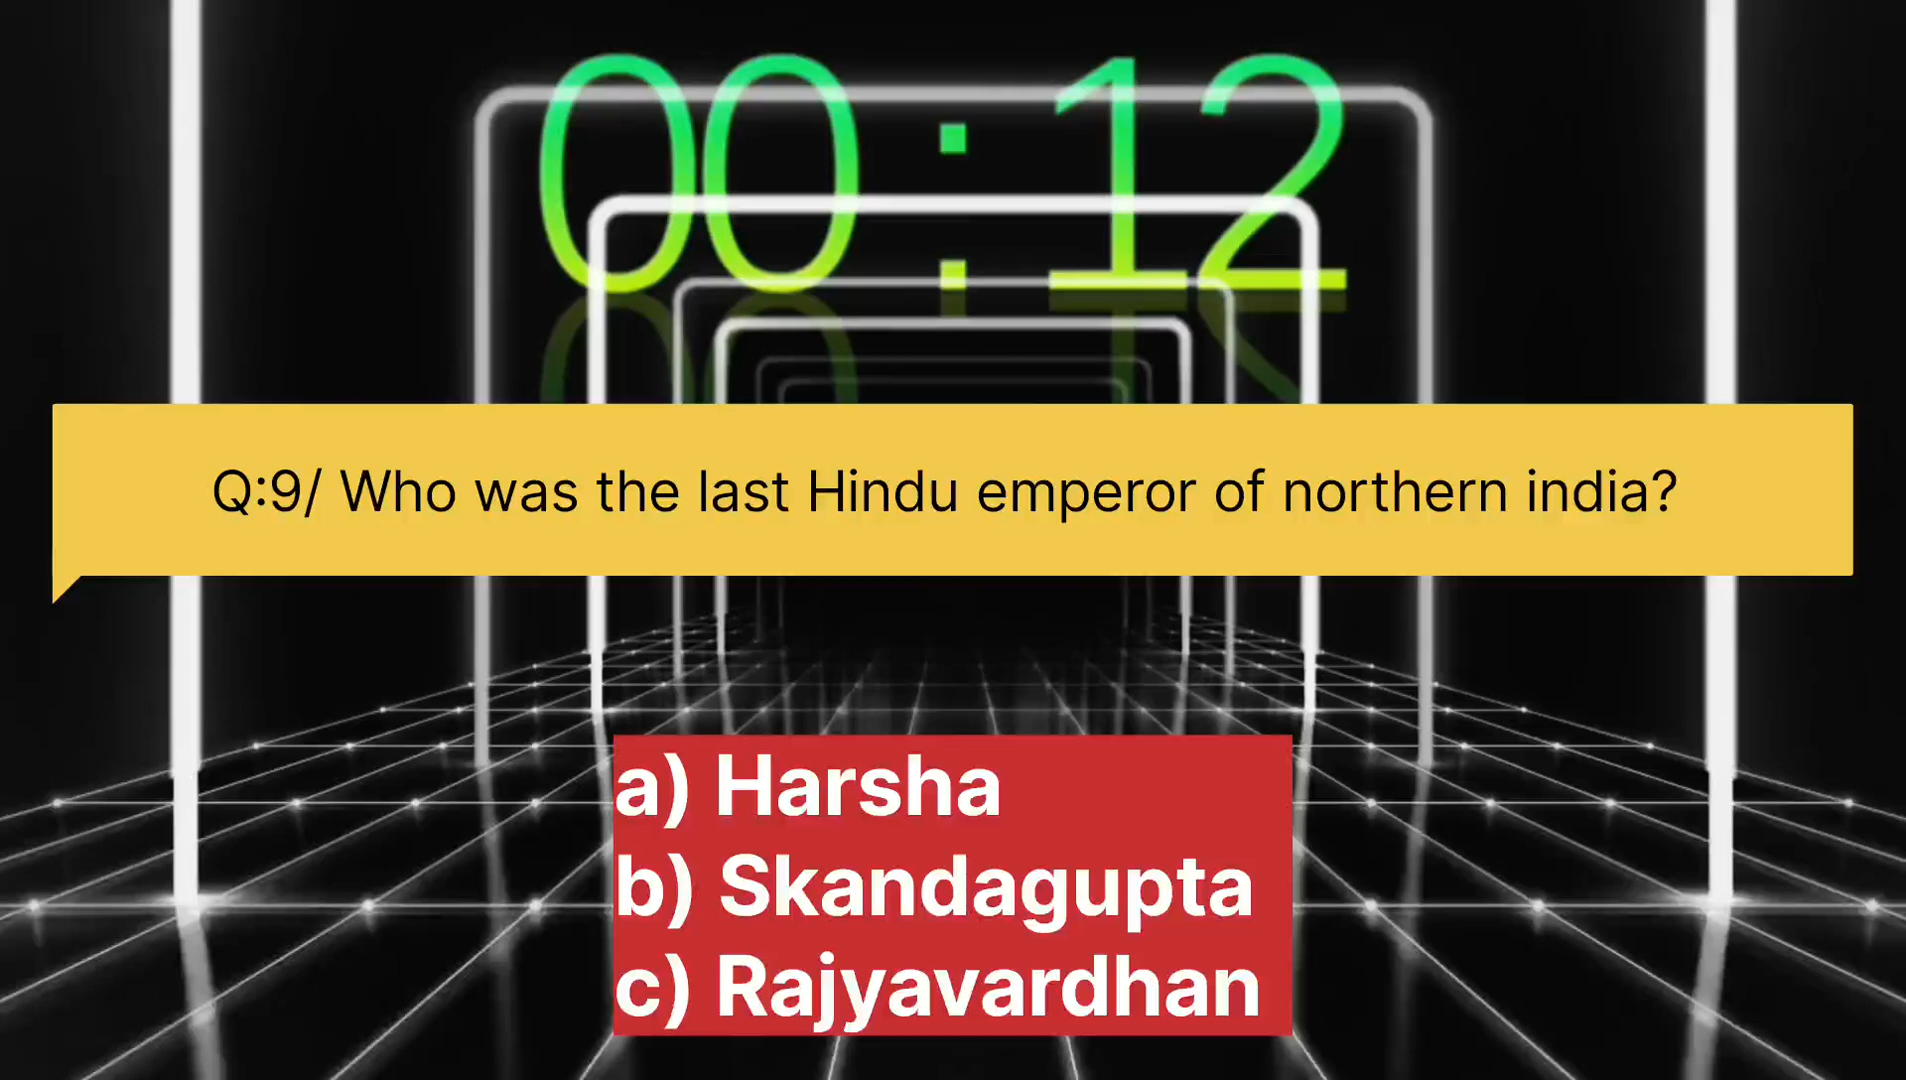 00:12
Q:9/ Who was the last Hindu emperor of northern india?
a) Harsha
b) Skandagupta
c) Rajyavardhan